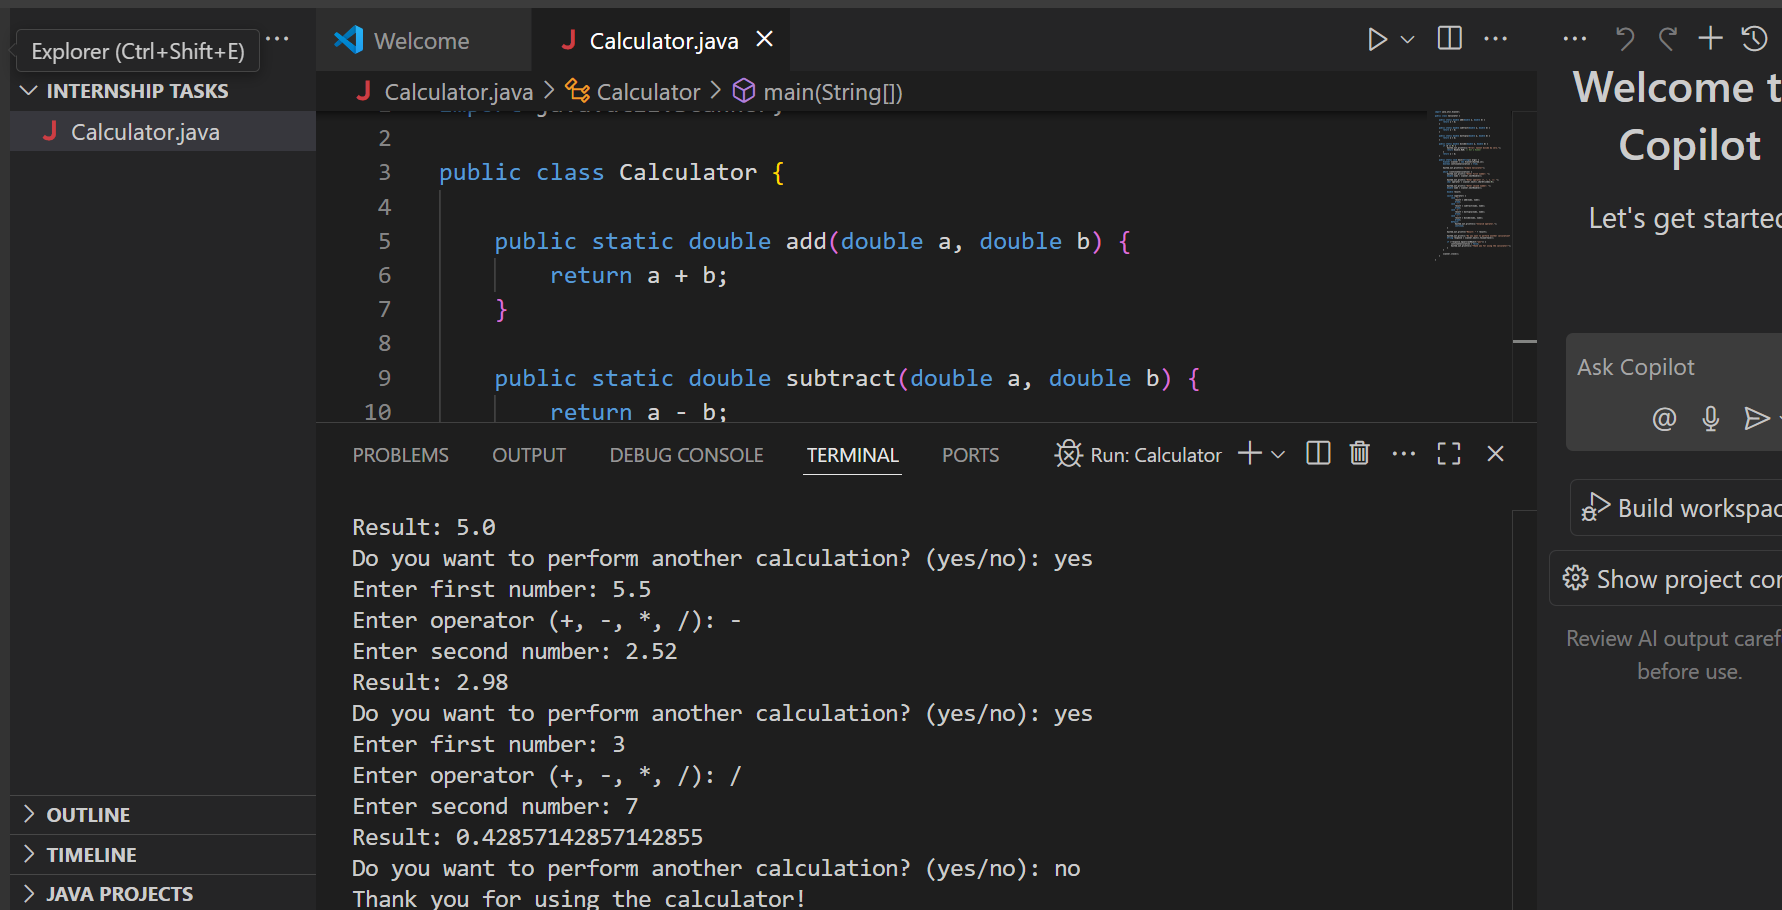 Explorer (Ctrl+Shift+E)
INTERNSHIP TASKS
Calculator.java
OUTLINE
TIMELINE
JAVA PROJECTS
Welcome
Calculator.java
Calculator.java > Calculator > main(String[])
2
3 public class Calculator {
4
5 public static double add(double a, double b) {
6 return a + b;
7 }
8
9 public static double subtract(double a, double b) {
10 return a - b;
PROBLEMS OUTPUT DEBUG CONSOLE TERMINAL PORTS Run: Calculator
Result: 5.0
Do you want to perform another calculation? (yes/no): yes
Enter first number: 5.5
Enter operator (+, -, *, /): -
Enter second number: 2.52
Result: 2.98
Do you want to perform another calculation? (yes/no): yes
Enter first number: 3
Enter operator (+, -, *, /): /
Enter second number: 7
Result: 0.42857142857142855
Do you want to perform another calculation? (yes/no): no
Thank you for using the calculator!
Welcome t
Copilot
Let's get started
Ask Copilot
Build workspac
Show project con
Review AI output caref
before use.